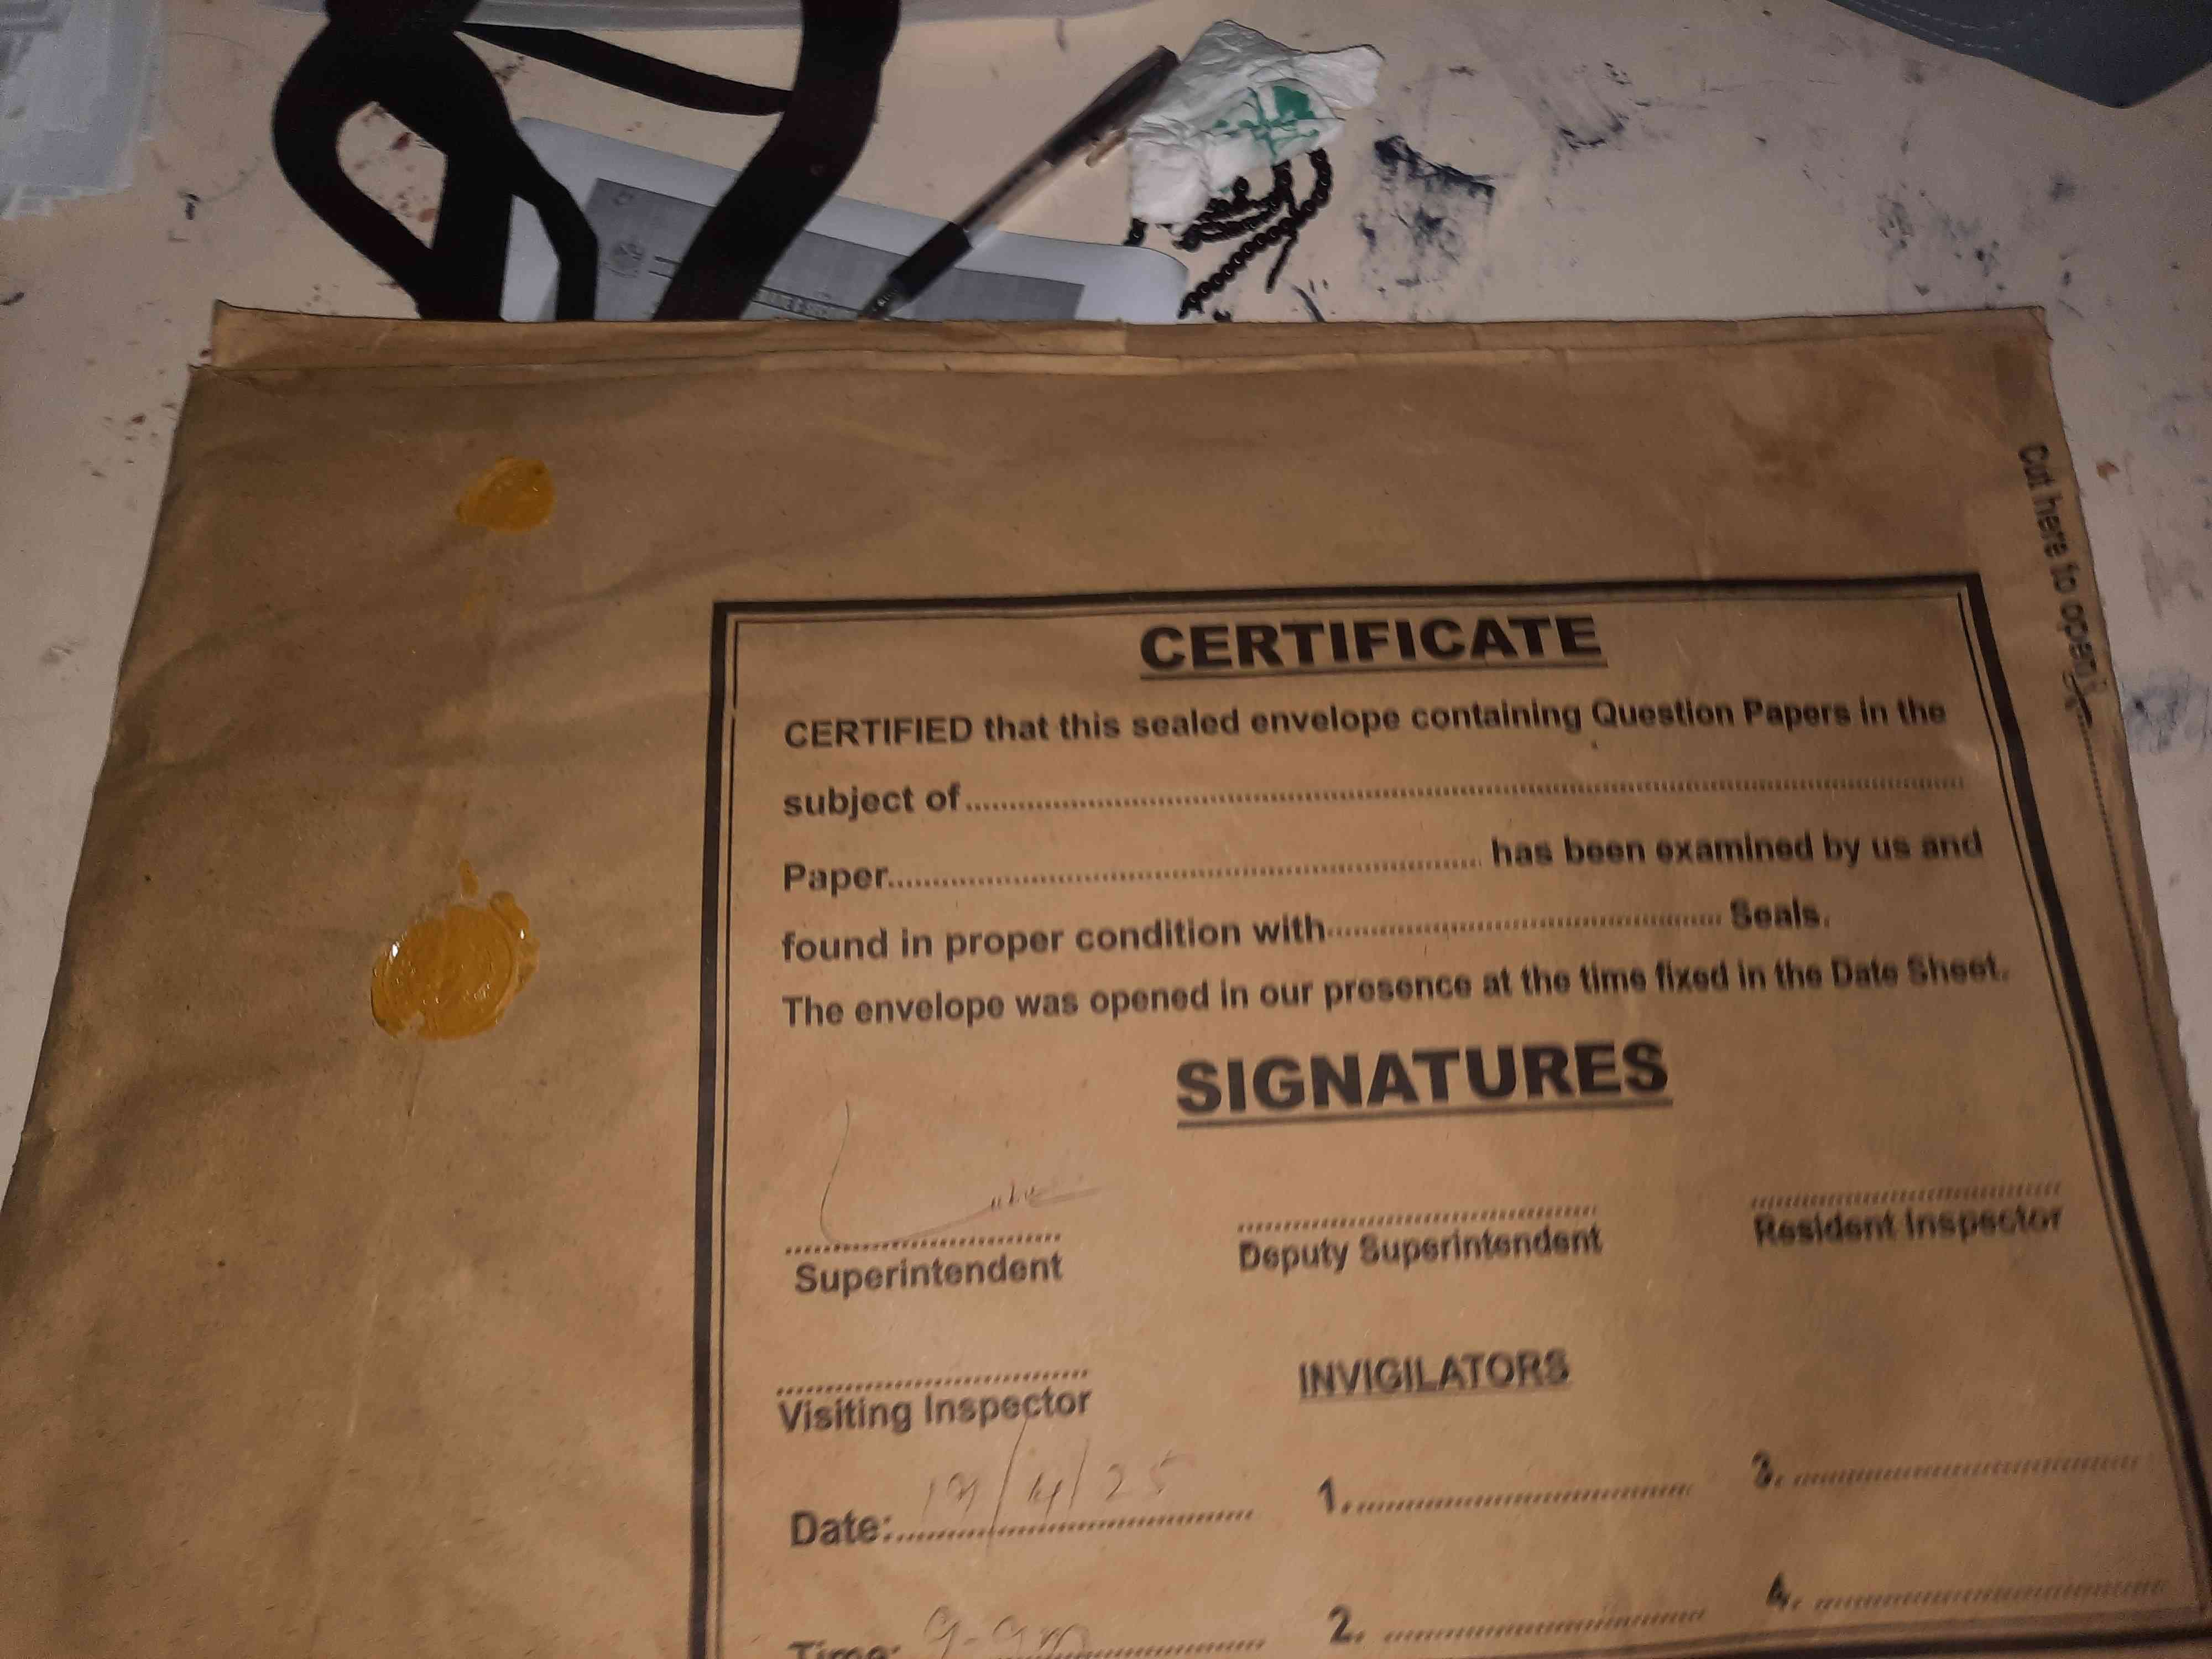 Cut here to open
CERTIFICATE
CERTIFIED that this sealed envelope containing Question Papers in the
subject of
Paper has been examined by us and
found in proper condition with Seals.
The envelope was opened in our presence at the time fixed in the Date Sheet.
SIGNATURES
Superintendent
Deputy Superintendent
Resident Inspector
Visiting Inspector
INVIGILATORS
Date: 19/4/25
1.
3.
Time:
2.
4.